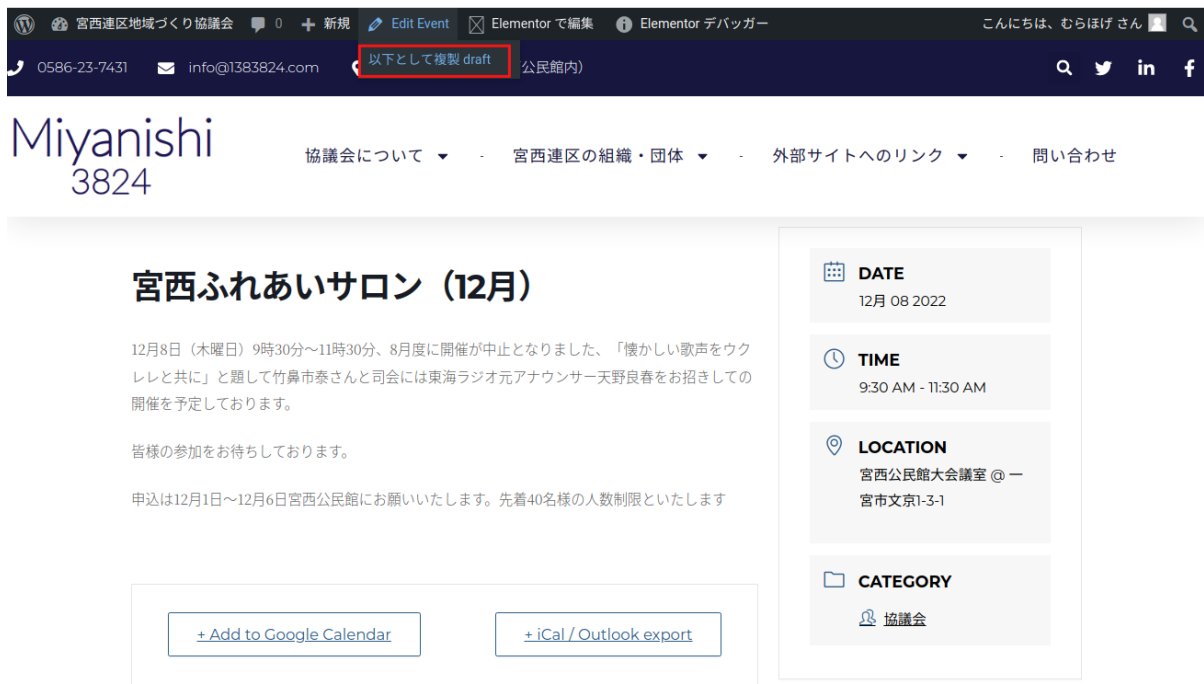 宮西連区地域づくり協議会 0 新規 Edit Event Elementor で編集 Elementor デバッガー こんにちは、むらほげ さん
以下として複製 draft
0586-23-7431 info@1383824.com 公民館内）
Miyanishi
3824
協議会について - 宮西連区の組織・団体 - 外部サイトへのリンク - 問い合わせ
宮西ふれあいサロン（12月）
12月8日（木曜日）9時30分～11時30分、8月度に開催が中止となりました、「懐かしい歌声をウク
レレと共に」と題して竹鼻市泰さんと司会には東海ラジオ元アナウンサー天野良春をお招きしての
開催を予定しております。
皆様の参加をお待ちしております。
申込は12月1日～12月6日宮西公民館にお願いいたします。先着40名様の人数制限といたします
+ Add to Google Calendar
+ iCal / Outlook export
DATE
12月 08 2022
TIME
9:30 AM - 11:30 AM
LOCATION
宮西公民館大会議室 @ 一
宮市文京1-3-1
CATEGORY
協議会